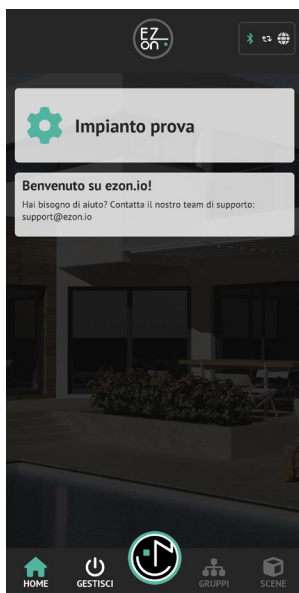 EZ
on
Impianto prova
Benvenuto su ezon.io!
Hai bisogno di aiuto? Contatta il nostro team di supporto:
support@ezon.io
HOME GESTISCI GRUPPI SCENE